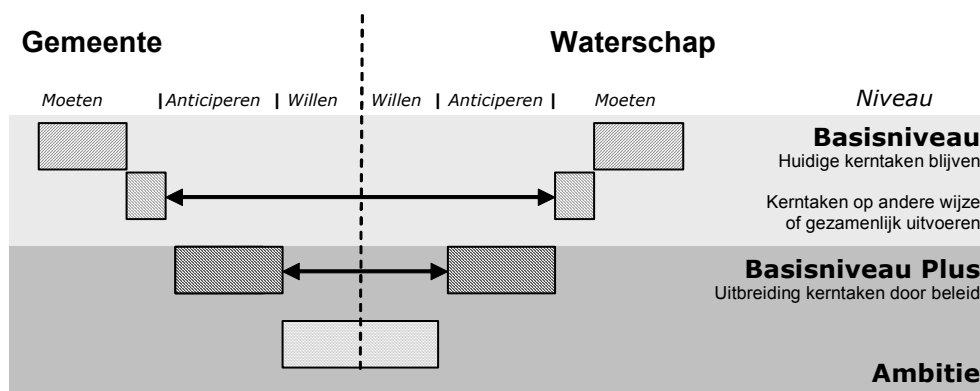 Gemeente Waterschap
Moeten | Anticiperen | Willen Willen | Anticiperen | Moeten Niveau
Basisniveau
Huidige kerntaken blijven
Kerntaken op andere wijze
of gezamenlijk uitvoeren
Basisniveau Plus
Uitbreiding kerntaken door beleid
Ambitie